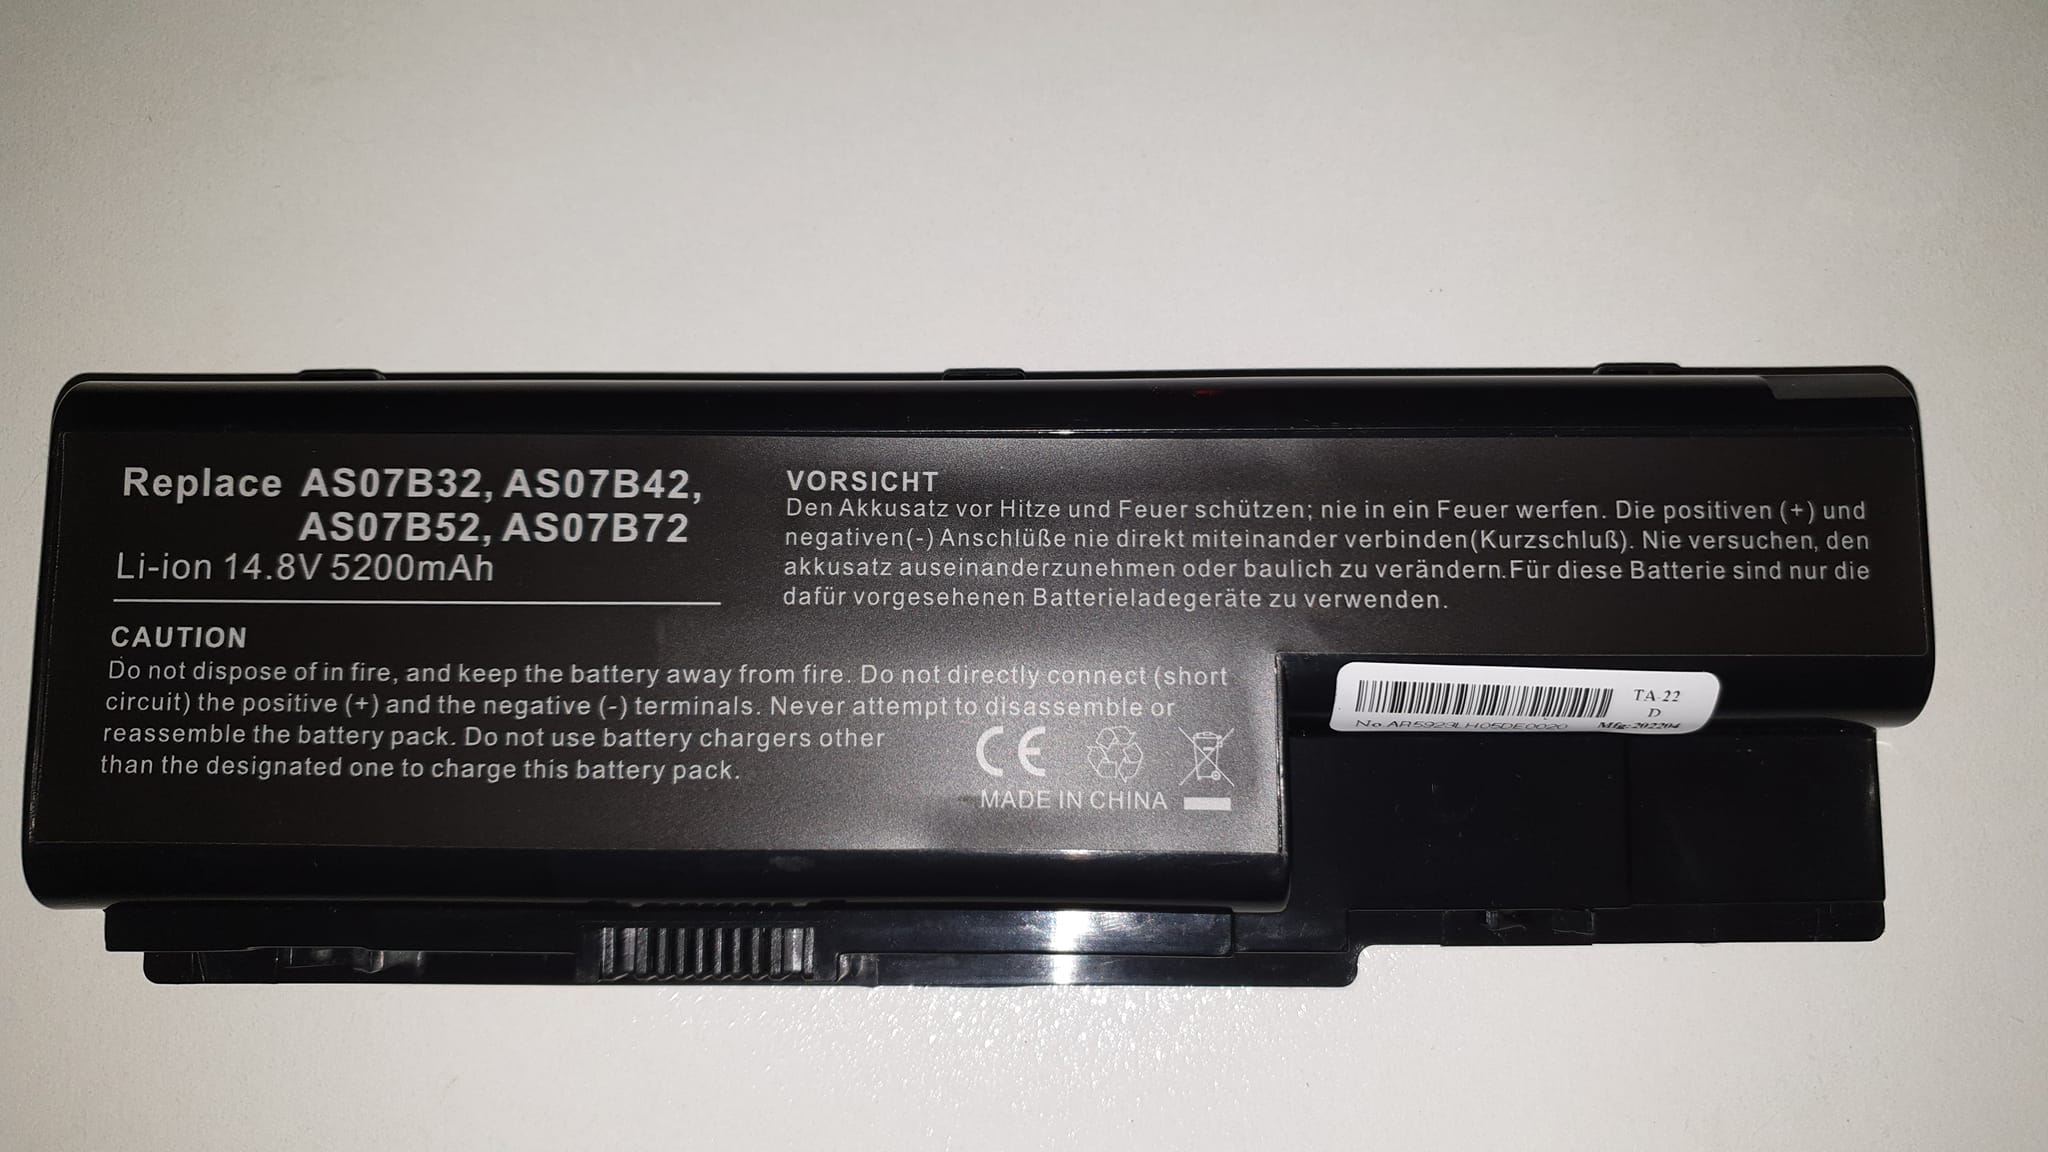 Replace AS07B32, AS07B42,
AS07B52, AS07B72
Li-ion 14.8V 5200mAh
CAUTION
Do not dispose of in fire, and keep the battery away from fire. Do not directly connect (short
circuit) the positive (+) and the negative (-) terminals. Never attempt to disassemble or
reassemble the battery pack. Do not use battery chargers other
than the designated one to charge this battery pack.
VORSICHT
Den Akkusatz vor Hitze und Feuer schützen; nie in ein Feuer werfen. Die positiven (+) und
negativen(-) Anschlüße nie direkt miteinander verbinden(Kurzschluß). Nie versuchen, den
akkusatz auseinanderzunehmen oder baulich zu verändern.Für diese Batterie sind nur die
dafür vorgesehenen Batterieladegeräte zu verwenden.
CE
MADE IN CHINA
TA-22
D
No.AR5923LH05DE0020 Mfg:202204